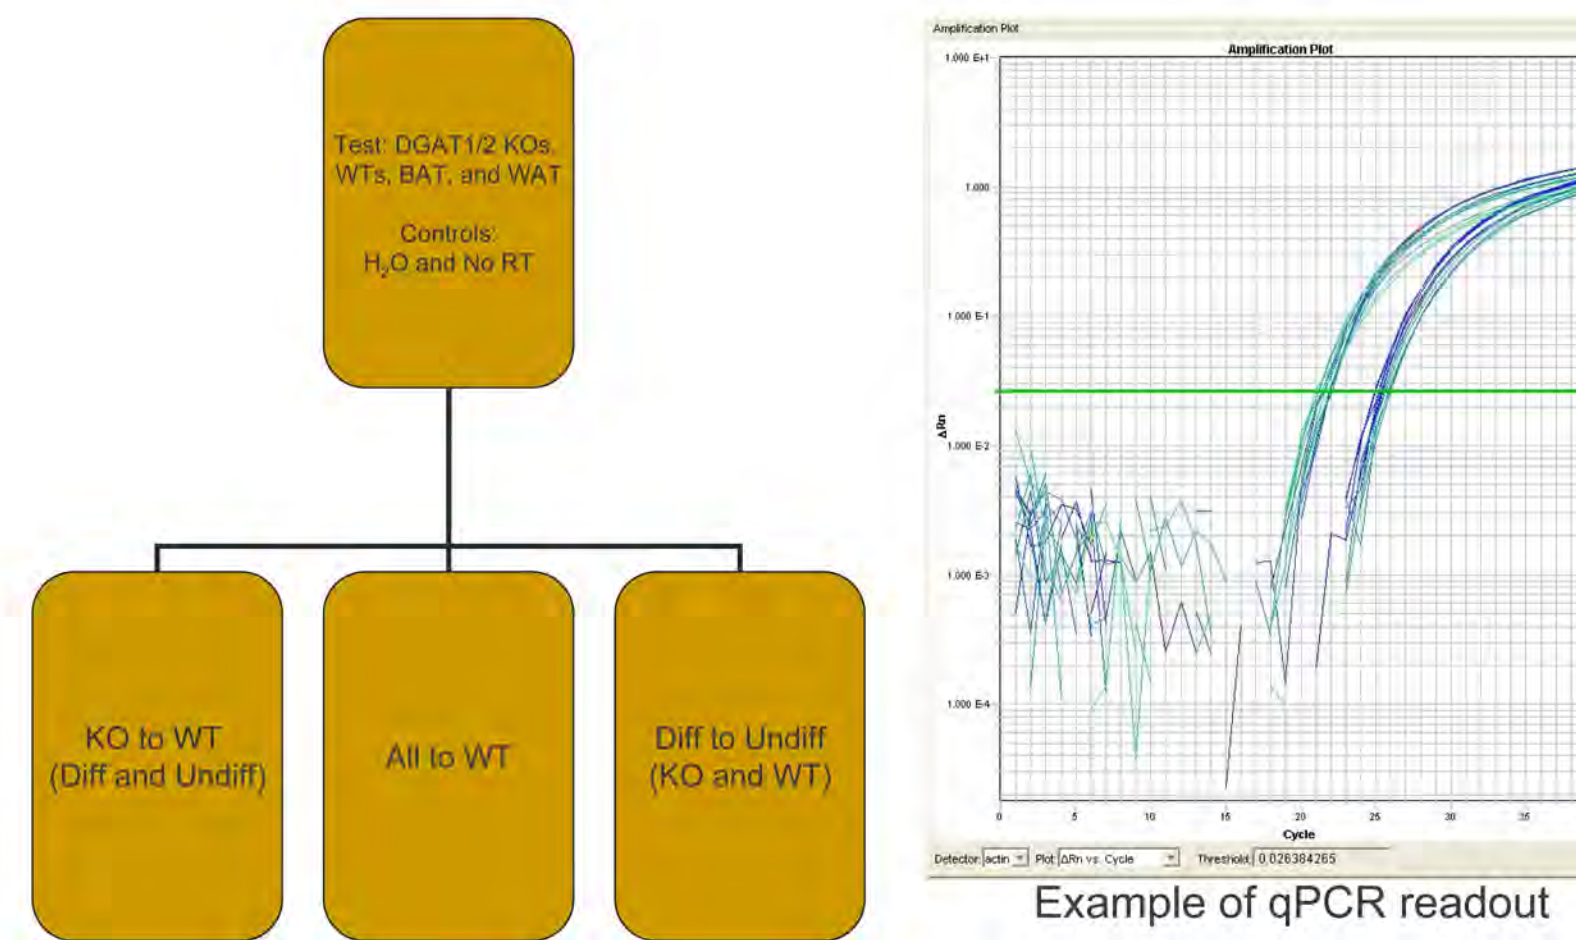 Test: DGAT1/2 KOs,
WTs, BAT, and WAT
Controls:
H₂O and No RT
KO to WT
(Diff and Undiff)
All to WT
Diff to Undiff
(KO and WT)
Amplification Plot
Amplification Plot
1.000 E+1
1.000
1.000 E-1
1.000 E-2
1.000 E-3
1.000 E-4
ΔRn
0 5 10 15 20 25 30 35
Cycle
Detector: actin Plot: ΔRn vs. Cycle Threshold: 0.026384265
Example of qPCR readout